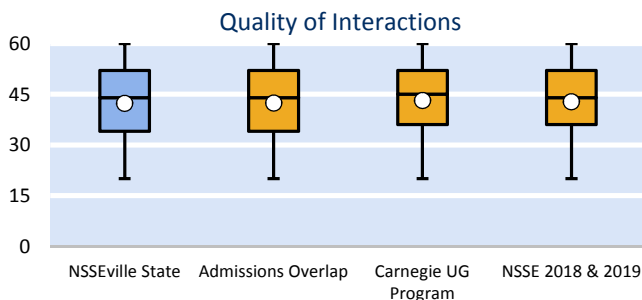 Quality of Interactions
60
45
30
15
0
NSSEville State
Admissions Overlap
Carnegie UG
Program
NSSE 2018 & 2019